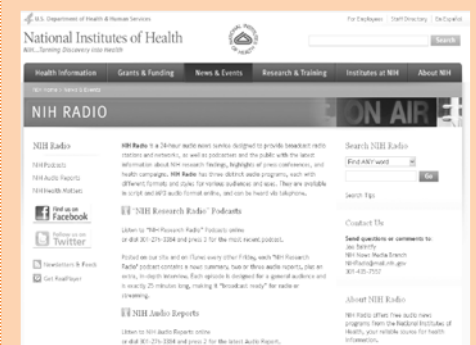 U.S. Department of Health & Human Services
For Employees | Staff Directory | En Español
National Institutes of Health
NIH...Turning Discovery Into Health
Search
Health Information
Grants & Funding
News & Events
Research & Training
Institutes at NIH
About NIH
NIH Home > News & Events
NIH RADIO
ON AIR
NIH Radio
NIH Podcasts
NIH Audio Reports
NIH Health Matters
Find us on
Facebook
Follow us on
Twitter
Newsletters & Feeds
Get RealPlayer
NIH Radio is a 24-hour audio news service designed to provide broadcast radio
stations and networks, as well as podcasters and the public with the latest
information about NIH research findings, highlights of press conferences, and
health campaigns. NIH Radio has three distinct audio programs, each with
different formats and styles for various audiences and uses. They are available
in script and MP3 audio format online, and can be heard via telephone.
"NIH Research Radio" Podcasts
Listen to "NIH Research Radio" Podcasts online
or dial 301-276-3384 and press 2 for the most recent podcast.
Posted on our site and on iTunes every other Friday, each "NIH Research
Radio" podcast contains a news summary, two or three audio reports, plus an
extra, in-depth interview. Each episode is designed for a general audience and
is exactly 25 minutes long, making it "broadcast ready" for radio or
streaming.
NIH Audio Reports
Listen to NIH Audio Reports online
or dial 301-276-3384 and press 2 for the latest Audio Report.
Search NIH Radio
Find ANY word
Go
Search Tips
Contact Us
Send questions or comments to:
Joe Balintfy
NIH News Media Branch
301-435-7557
About NIH Radio
NIH Radio offers free audio news
programs from the National Institutes of
Health, your reliable source for health
information.